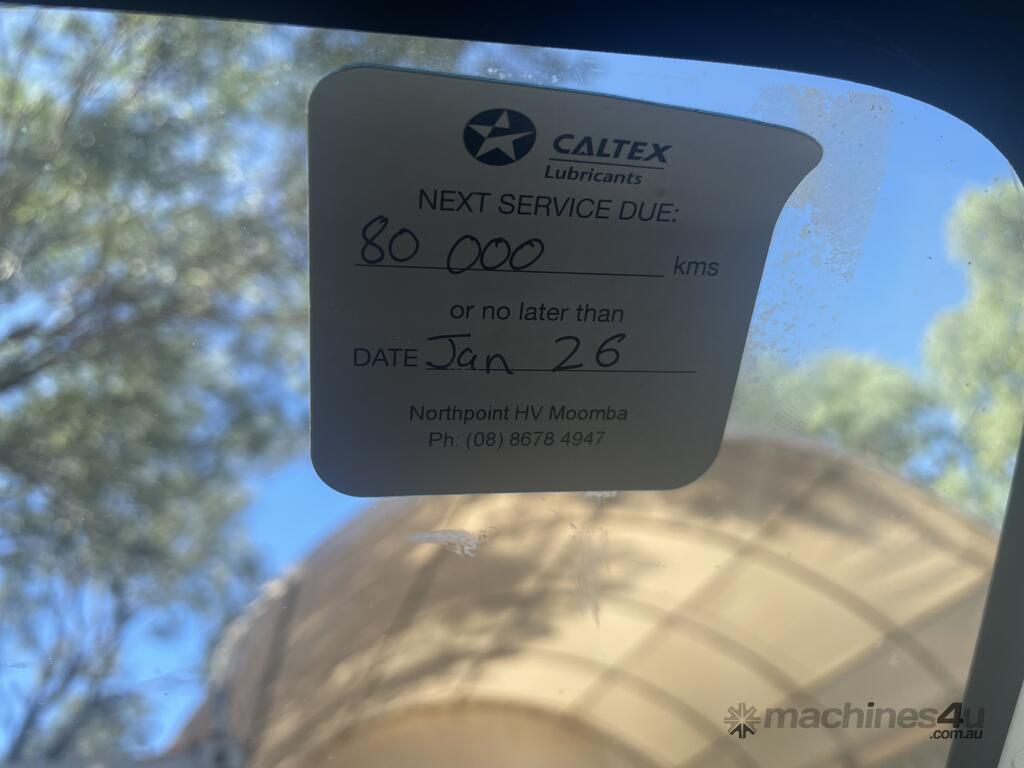 CALTEX
Lubricants
NEXT SERVICE DUE:
80 000 kms
or no later than
DATE Jan 26
Northpoint HV Moomba
Ph: (08) 8678 4947
machines4u
.com.au